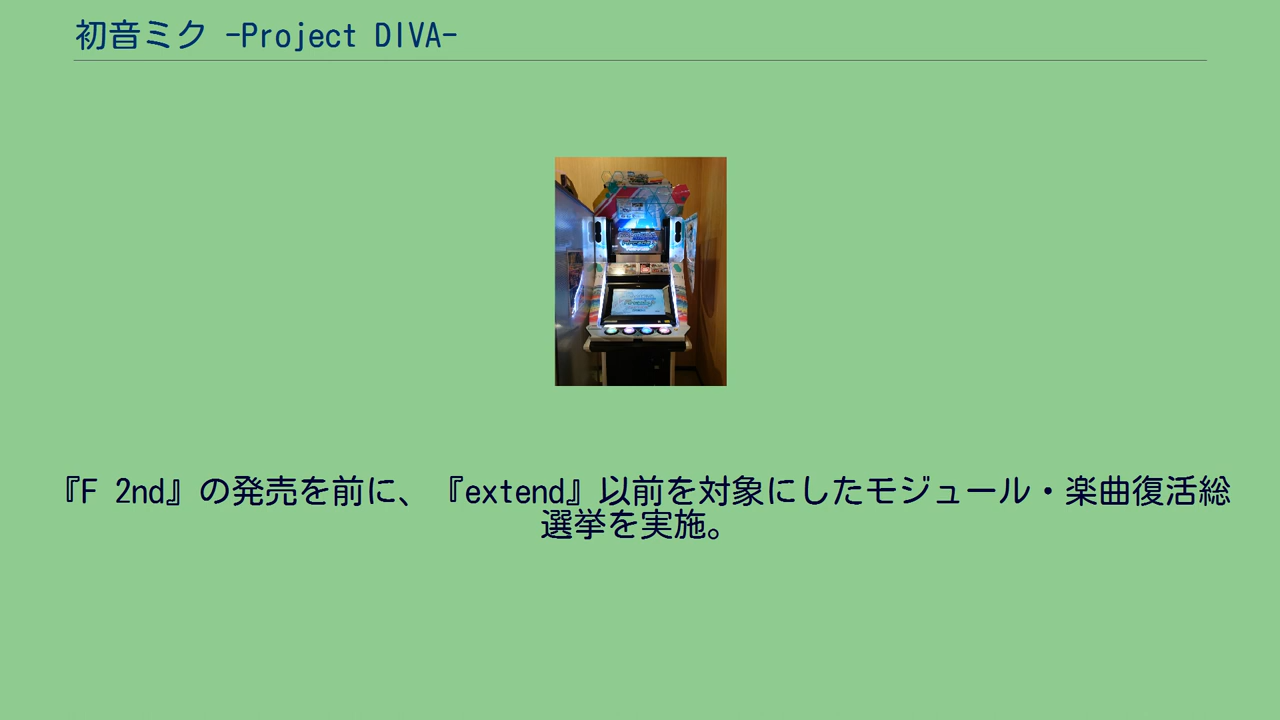 初音ミク -Project DIVA-
『F 2nd』の発売を前に、『extend』以前を対象にしたモジュール・楽曲復活総
選挙を実施。